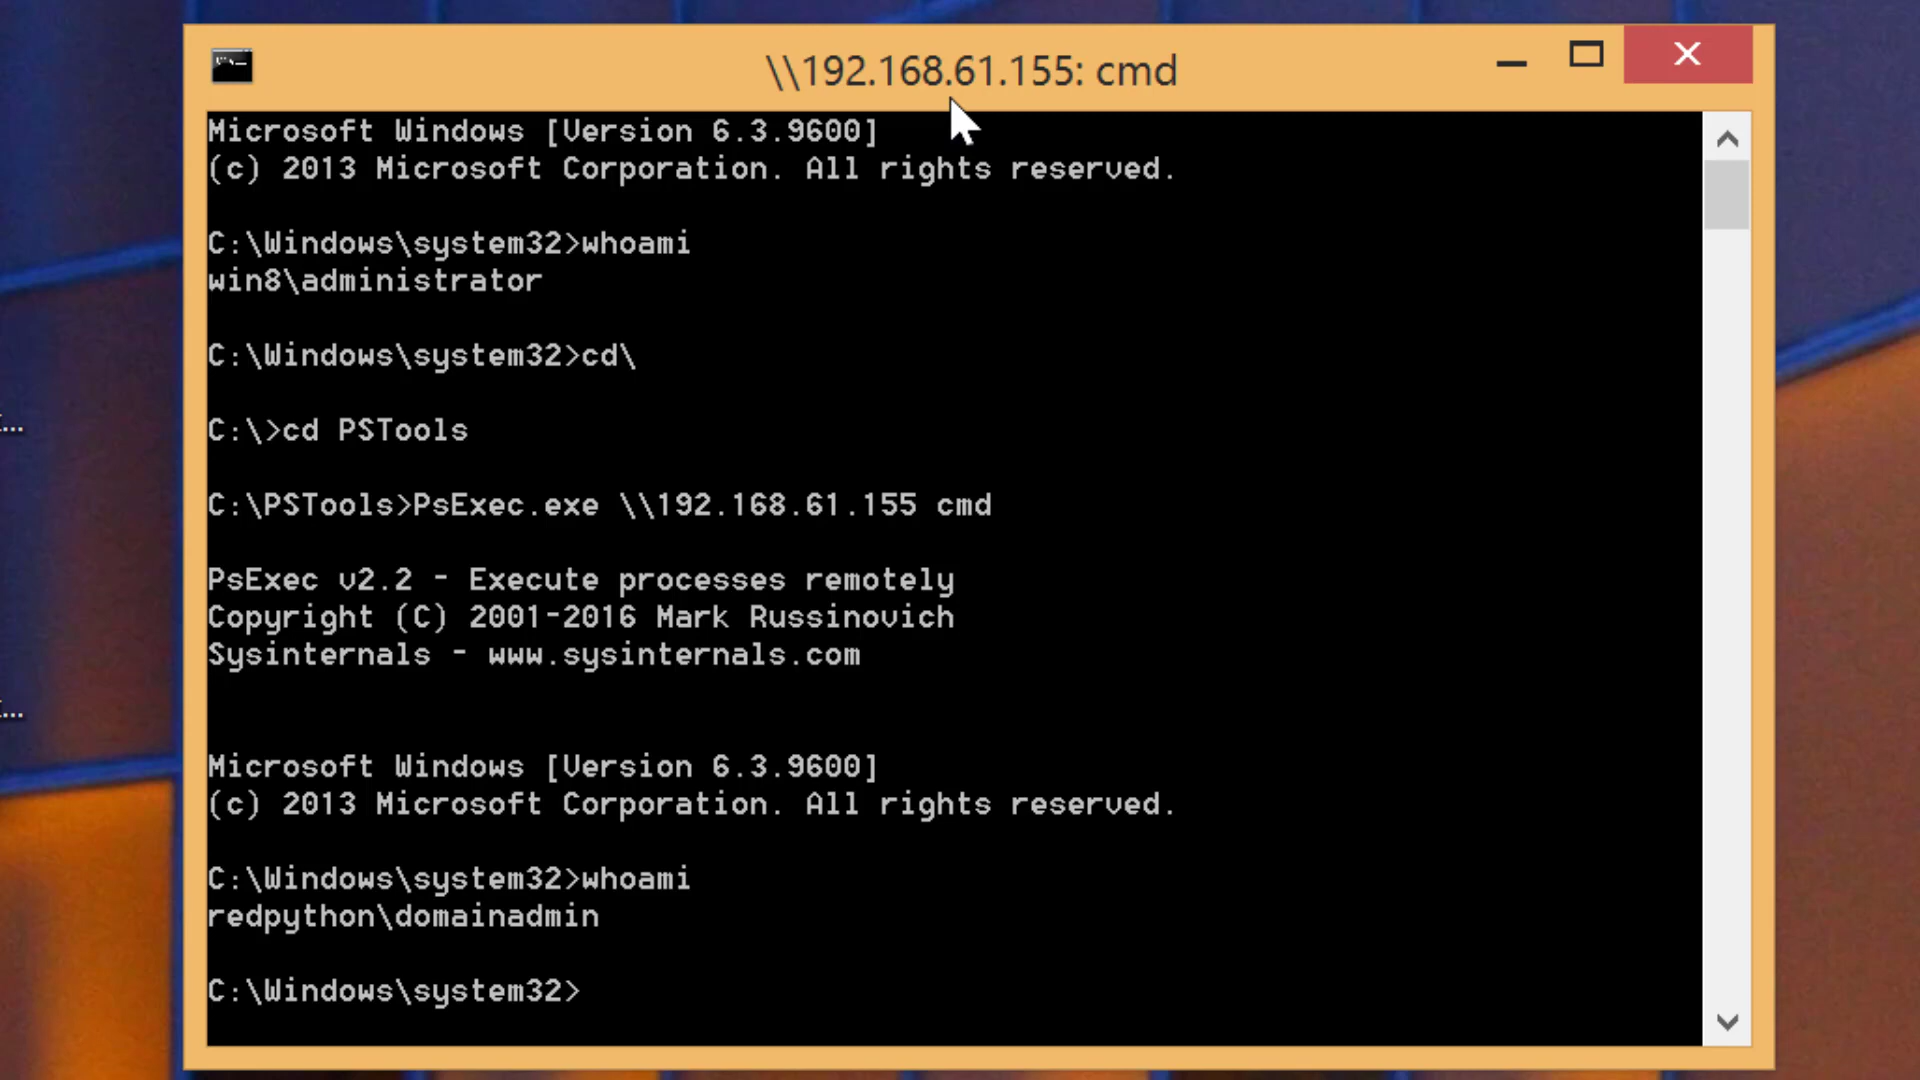 \\192.168.61.155: cmd
Microsoft Windows [Version 6.3.9600]
(c) 2013 Microsoft Corporation. All rights reserved.
C:\Windows\system32>whoami
win8\administrator
C:\Windows\system32>cd\
C:\>cd PSTools
C:\PSTools>PsExec.exe \\192.168.61.155 cmd
PsExec v2.2 - Execute processes remotely
Copyright (C) 2001-2016 Mark Russinovich
Sysinternals - www.sysinternals.com
Microsoft Windows [Version 6.3.9600]
(c) 2013 Microsoft Corporation. All rights reserved.
C:\Windows\system32>whoami
redpython\domainadmin
C:\Windows\system32>